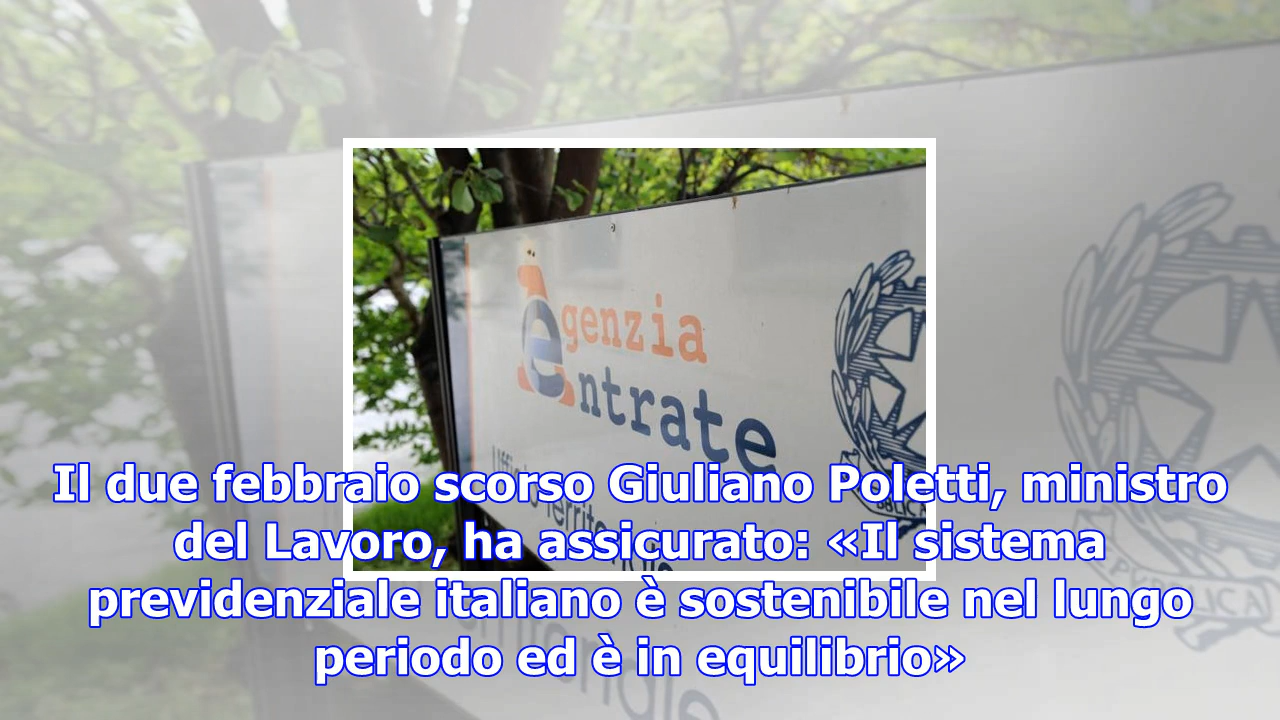 Agenzia
Entrate
Il due febbraio scorso Giuliano Poletti, ministro
del Lavoro, ha assicurato: «Il sistema
previdenziale italiano è sostenibile nel lungo
periodo ed è in equilibrio»